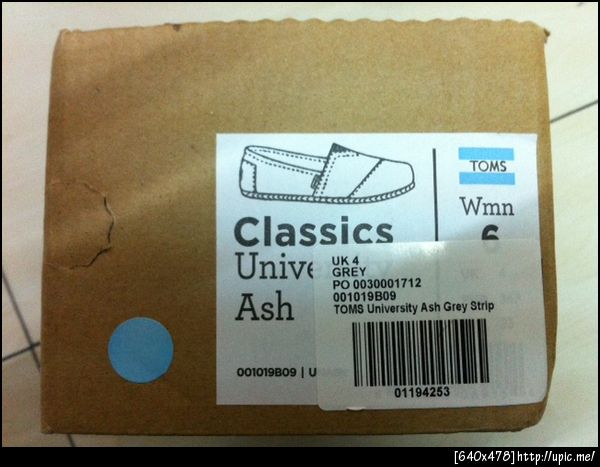 TOMS
Wmn
6
Classics
Unive
Ash
001019B09 | U
UK 4
GREY
PO 0030001712
001019B09
TOMS University Ash Grey Strip
01194253
[640x478]http://upic.me/